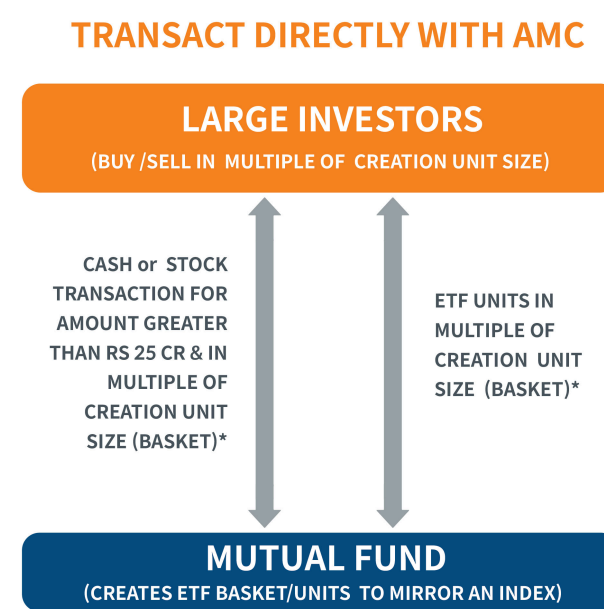 TRANSACT DIRECTLY WITH AMC
LARGE INVESTORS
(BUY /SELL IN MULTIPLE OF CREATION UNIT SIZE)
CASH or STOCK
TRANSACTION FOR
AMOUNT GREATER
THAN RS 25 CR & IN
MULTIPLE OF
CREATION UNIT
SIZE (BASKET)*
ETF UNITS IN
MULTIPLE OF
CREATION UNIT
SIZE (BASKET)*
MUTUAL FUND
(CREATES ETF BASKET/UNITS TO MIRROR AN INDEX)